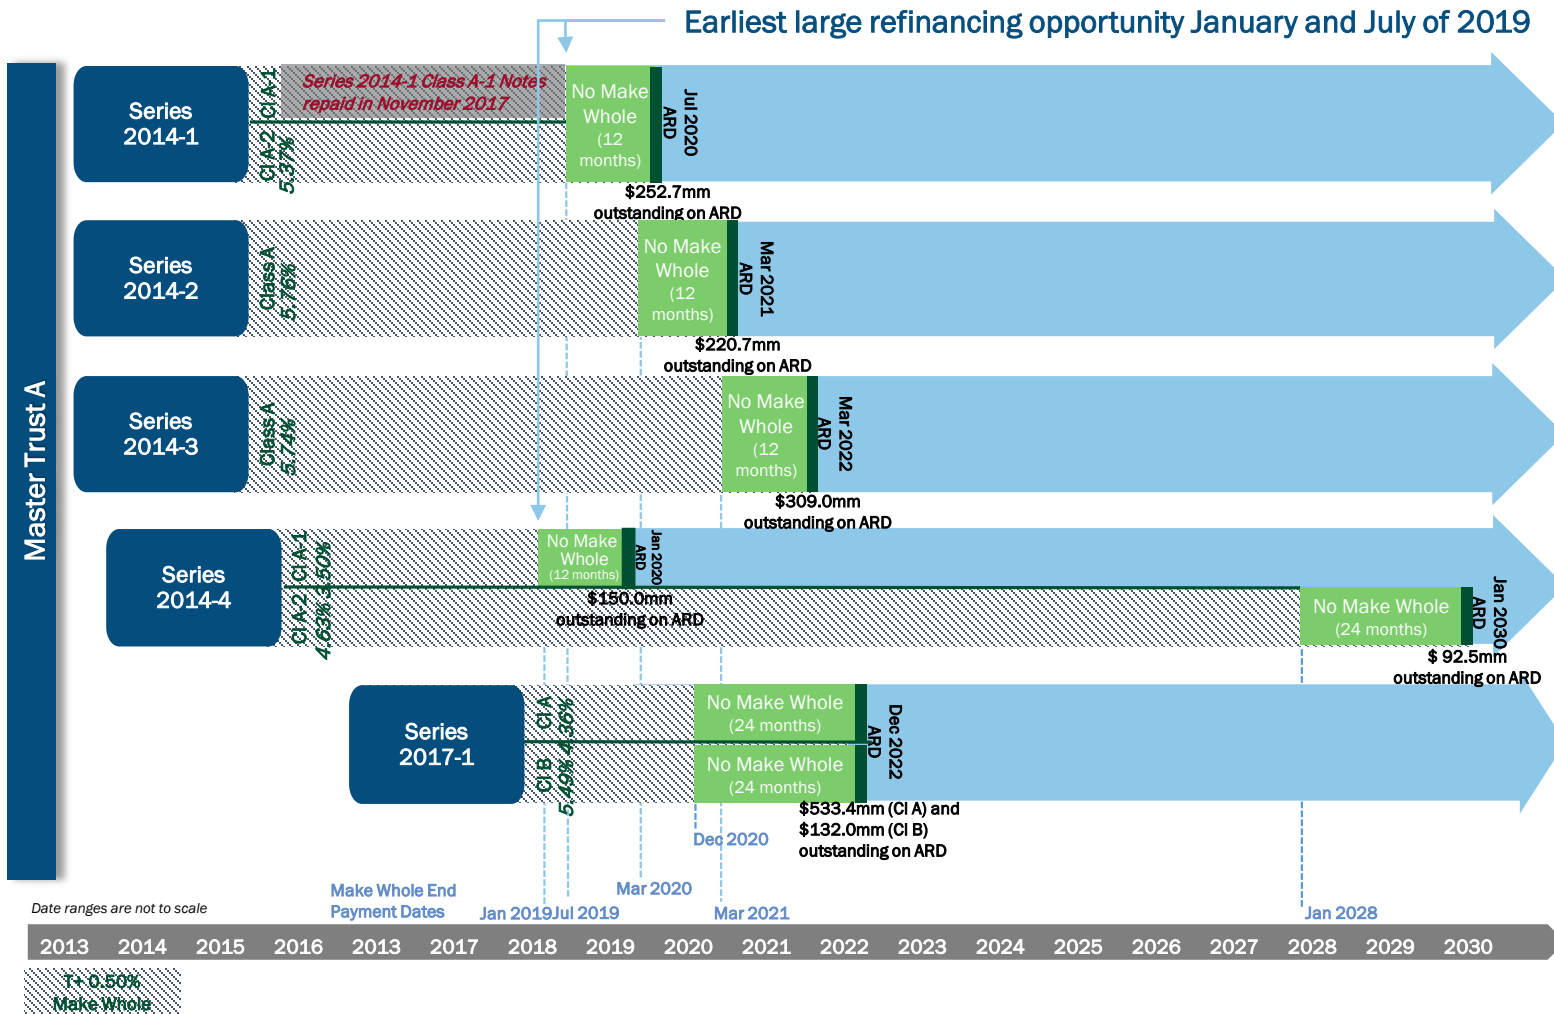 Earliest large refinancing opportunity January and July of 2019
Master Trust A
Series
2014-1
Cl A-1
Cl A-2
5.37%
Series 2014-1 Class A-1 Notes
repaid in November 2017
No Make
Whole
(12
months)
Jul 2020
ARD
$252.7mm
outstanding on ARD
Series
2014-2
Class A
5.76%
No Make
Whole
(12
months)
Mar 2021
ARD
$220.7mm
outstanding on ARD
Series
2014-3
Class A
5.74%
No Make
Whole
(12
months)
Mar 2022
ARD
$309.0mm
outstanding on ARD
Series
2014-4
Cl A-1
3.50%
Cl A-2
4.63%
No Make
Whole
(12 months)
Jan 2020
ARD
$150.0mm
outstanding on ARD
No Make Whole
(24 months)
Jan 2030
ARD
$ 92.5mm
outstanding on ARD
Series
2017-1
Cl A
4.36%
Cl B
5.49%
No Make Whole
(24 months)
No Make Whole
(24 months)
Dec 2022
ARD
$533.4mm (Cl A) and
$132.0mm (Cl B)
outstanding on ARD
Dec 2020
Mar 2020
Make Whole End
Payment Dates
Jan 2019
Jul 2019
Mar 2021
Jan 2028
Date ranges are not to scale
2013 2014 2015 2016 2013 2017 2018 2019 2020 2021 2022 2023 2024 2025 2026 2027 2028 2029 2030
T+ 0.50%
Make Whole